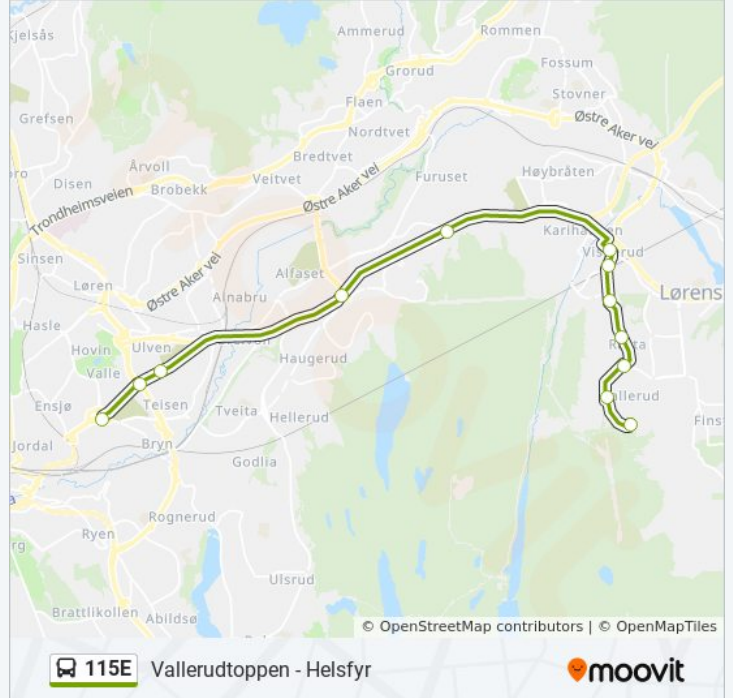 Kjelsås
Ammerud
Rommen
Grorud
Fossum
Flaen
Stovner
Grefsen
Nordtvet
Østre Aker vei
Bredtvet
Årvoll
Disen
Veitvet
Brobekk
Furuset
Høybråten
Østre Aker vei
Trondheimsveien
Sinsen
Alfaset
Løren
Østre Aker vei
Alnabru
Hasle
Hovin
Ulven
Haugerud
Valle
Ensjø
Teisen
Tveita
Hellerud
Jordal
Bryn
Godlia
Rognerud
Ryen
Ulsrud
Brattlikollen
Abildsø
© OpenStreetMap contributors | © OpenMapTiles
115E Vallerudtoppen - Helsfyr
moovit